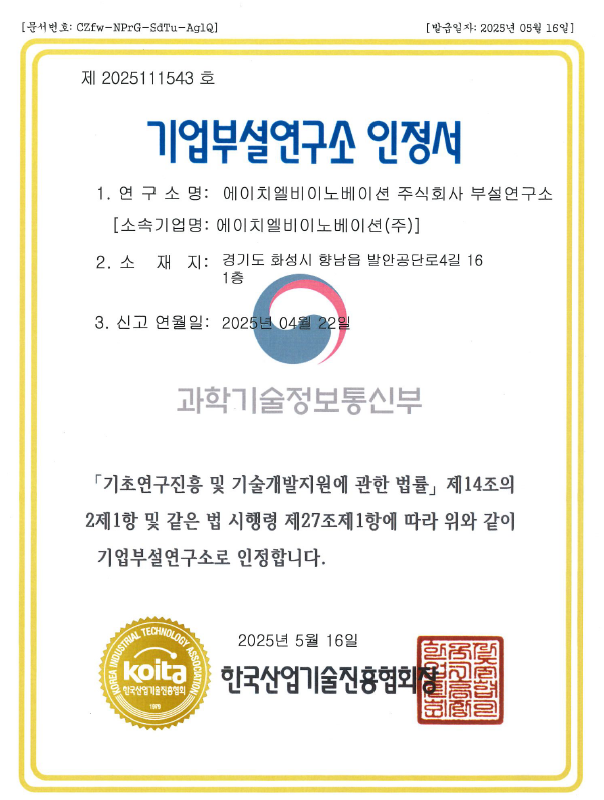 [문서번호: CZfw-NPrG-SdTu-AglQ]
[발급일자: 2025년 05월 16일]
제 2025111543 호
기업부설연구소 인정서
1. 연 구 소 명: 에이치엘비이노베이션 주식회사 부설연구소
[소속기업명: 에이치엘비이노베이션(주)]
2. 소 재 지: 경기도 화성시 향남읍 발안공단로4길 16
1층
3. 신고 연월일: 2025년 04월 22일
과학기술정보통신부
「기초연구진흥 및 기술개발지원에 관한 법률」 제14조의
2제1항 및 같은 법 시행령 제27조제1항에 따라 위와 같이
기업부설연구소로 인정합니다.
2025년 5월 16일
한국산업기술진흥협회장
KOREA INDUSTRIAL TECHNOLOGY ASSOCIATION
koita
한국산업기술진흥협회
1979